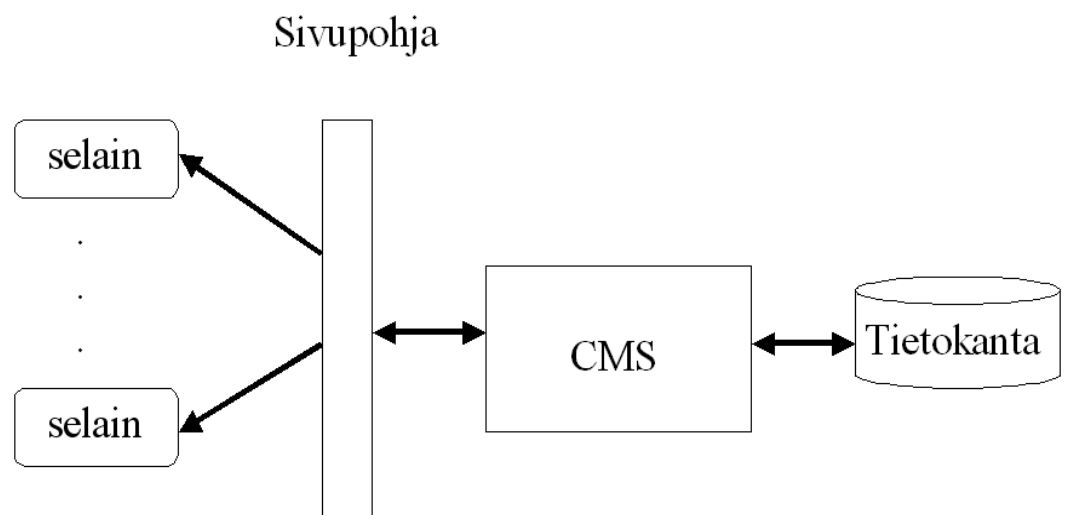 Sivupohja
selain
.
.
.
selain
CMS
Tietokanta